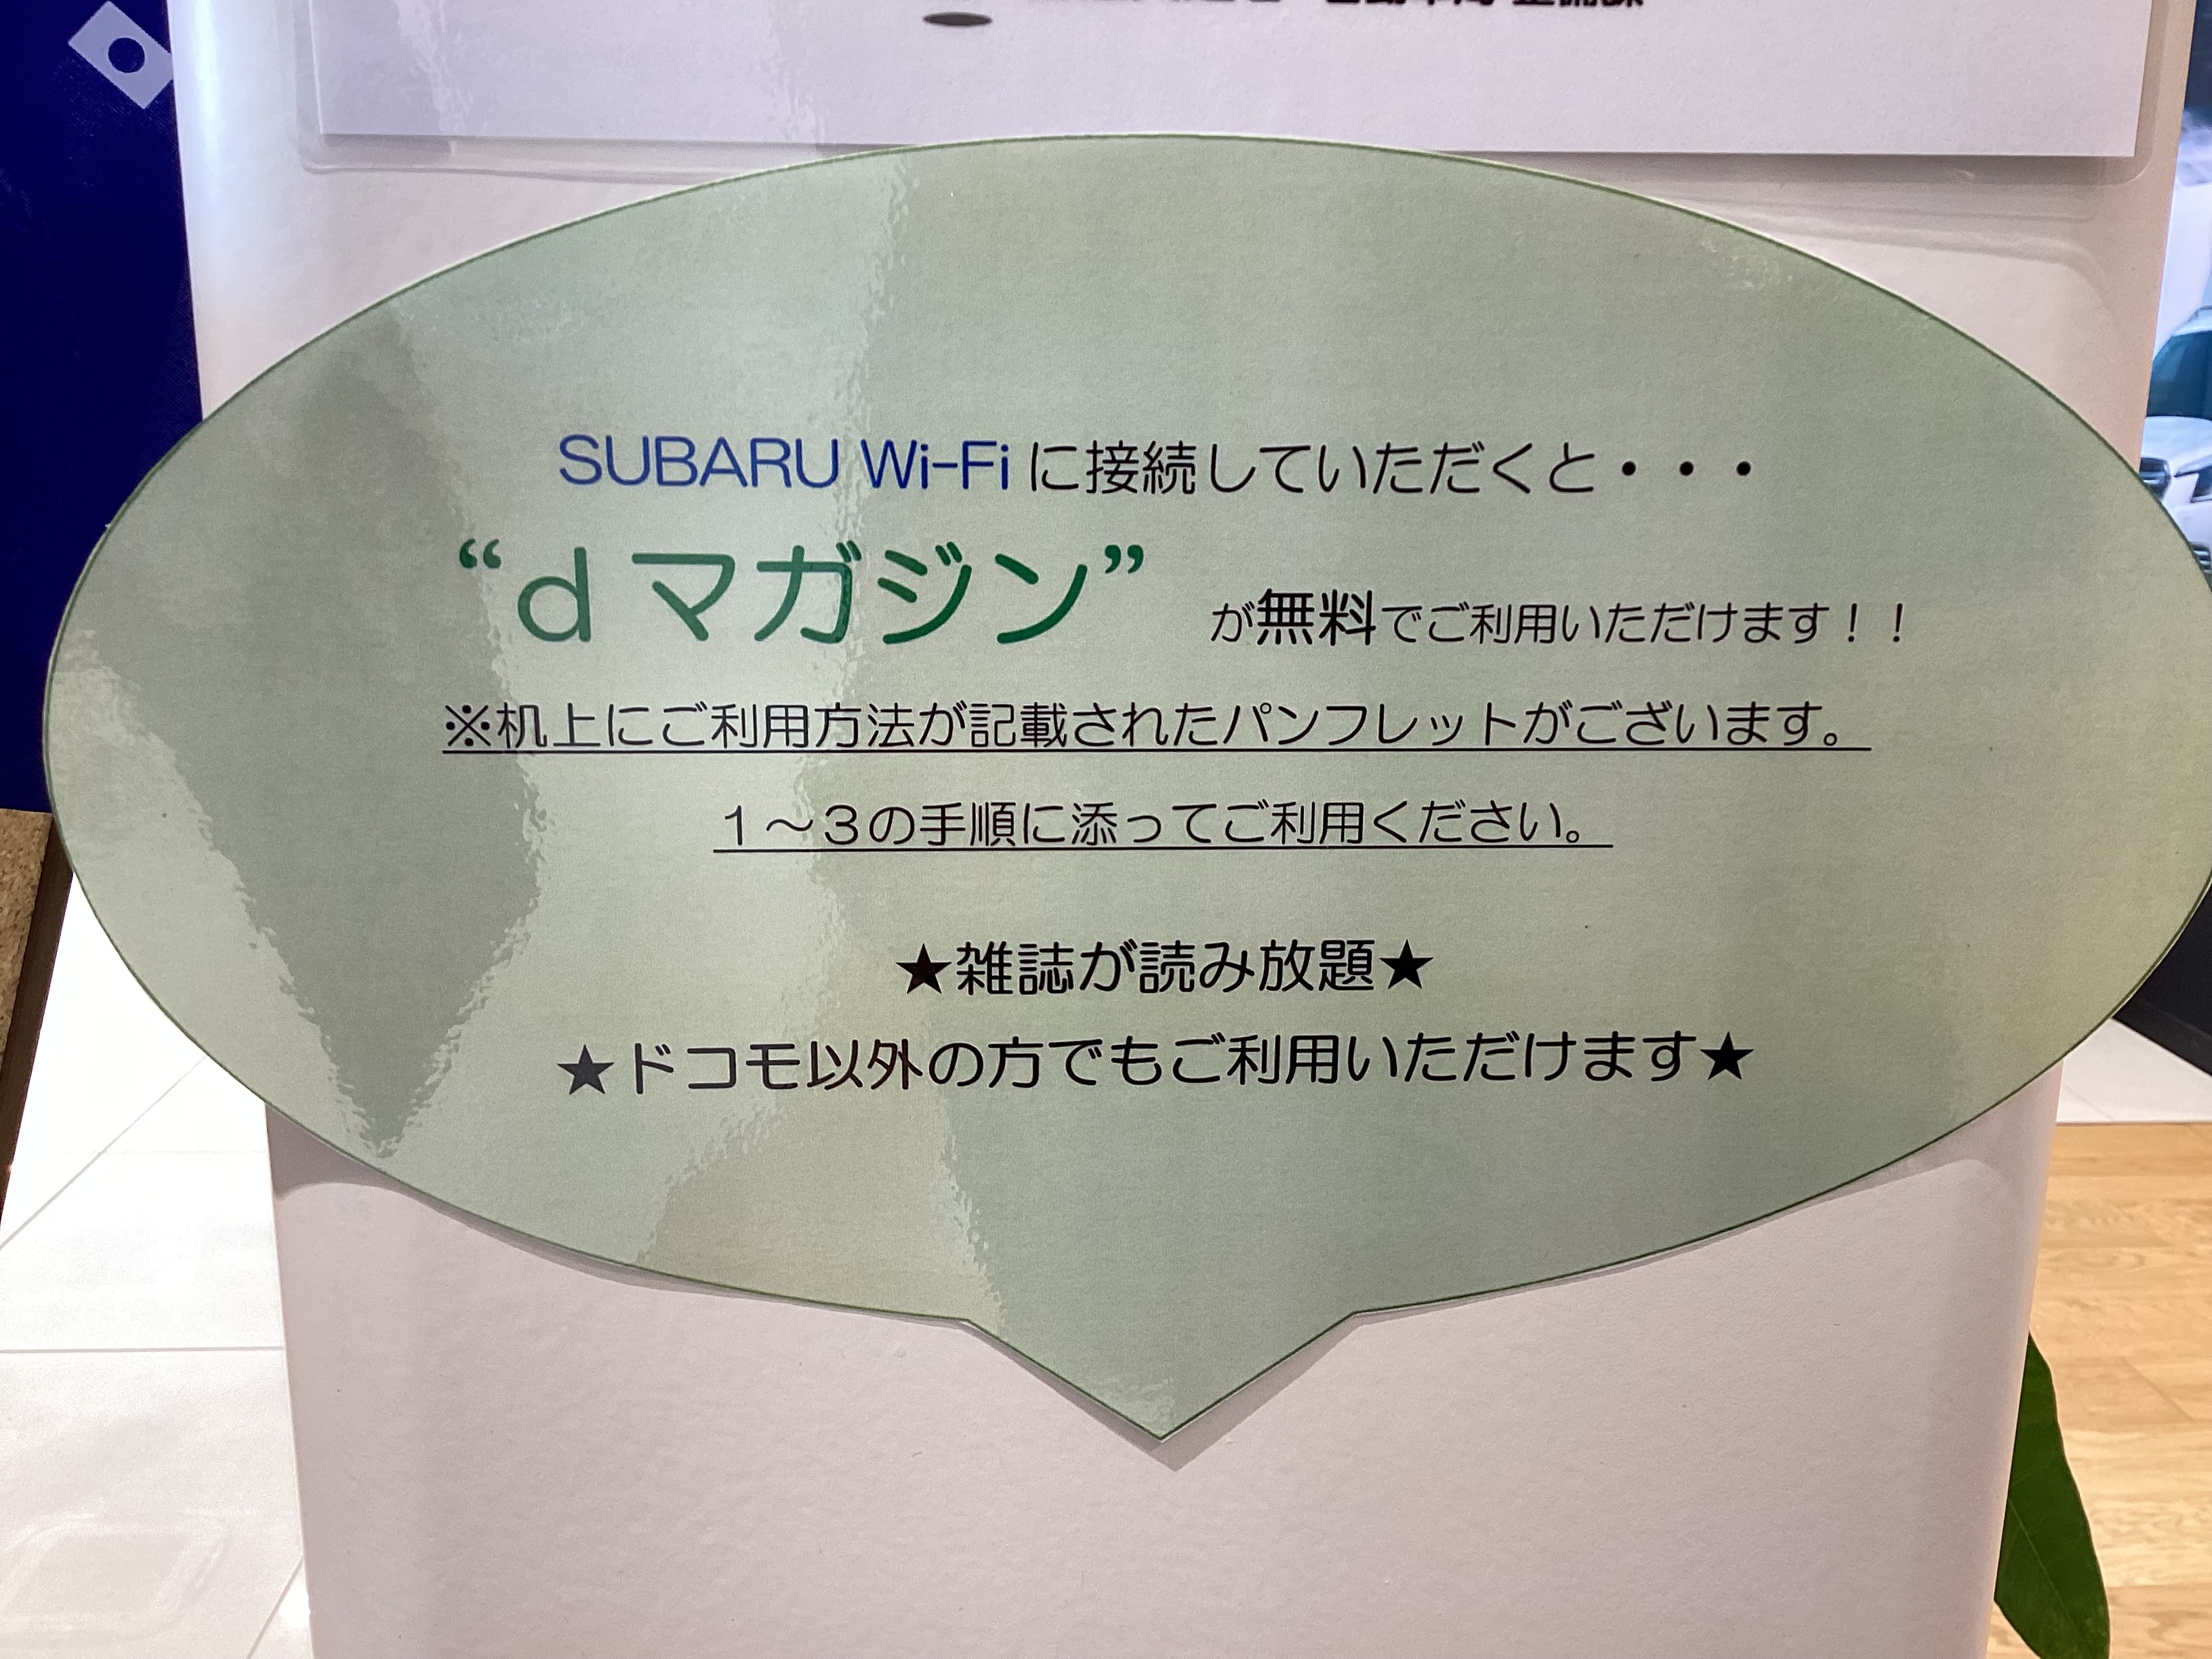 SUBARU Wi-Fi に接続していただくと・・・
“d マガジン” が無料でご利用いただけます！！
※机上にご利用方法が記載されたパンフレットがございます。
１～３の手順に添ってご利用ください。
★雑誌が読み放題★
★ドコモ以外の方でもご利用いただけます★